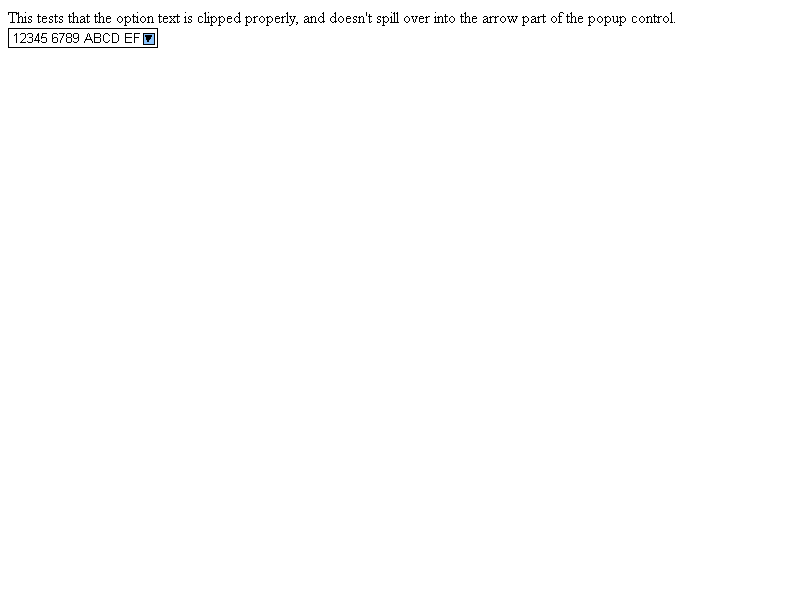 This tests that the option text is clipped properly, and doesn't spill over into the arrow part of the popup control.
12345 6789 ABCD EF